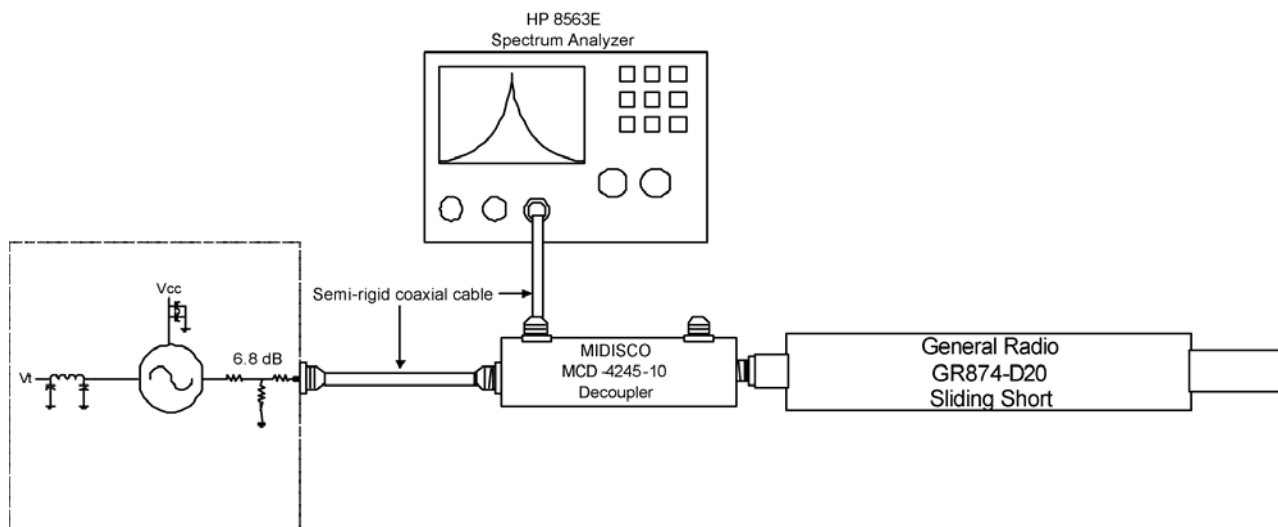 HP 8563E
Spectrum Analyzer
Vcc
Semi-rigid coaxial cable
6.8 dB
Vt
MIDISCO
MCD -4245-10
Decoupler
General Radio
GR874-D20
Sliding Short